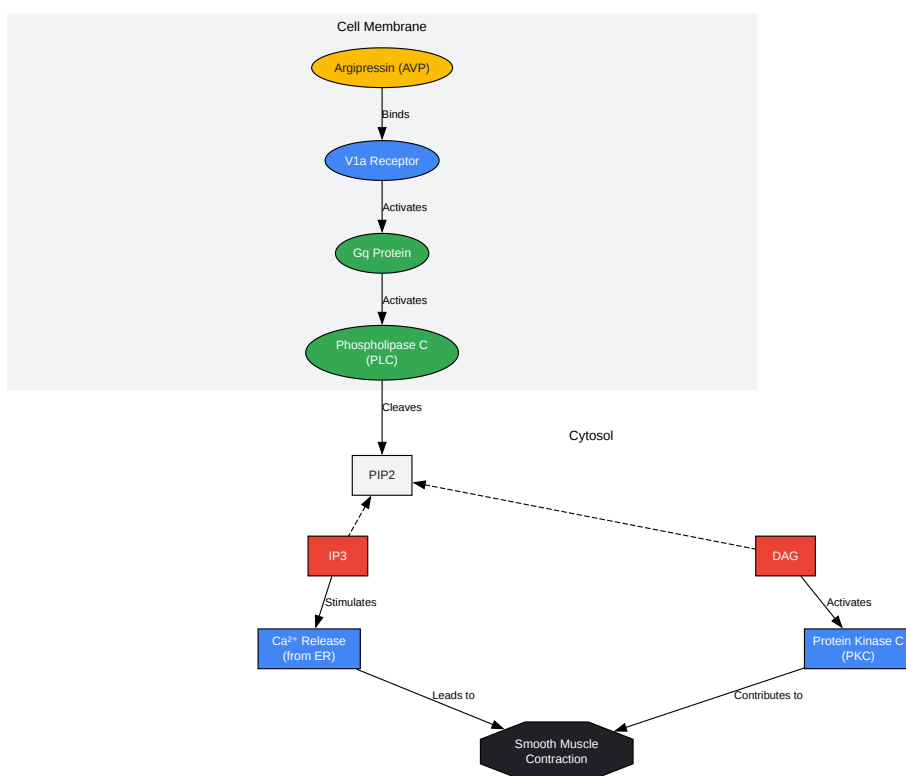 Cell Membrane
Argipressin (AVP)
Binds
V1a Receptor
Activates
Gq Protein
Activates
Phospholipase C
(PLC)
Cleaves
Cytosol
PIP2
IP3
DAG
Stimulates
Activates
Ca²⁺ Release
(from ER)
Protein Kinase C
(PKC)
Leads to
Contributes to
Smooth Muscle
Contraction